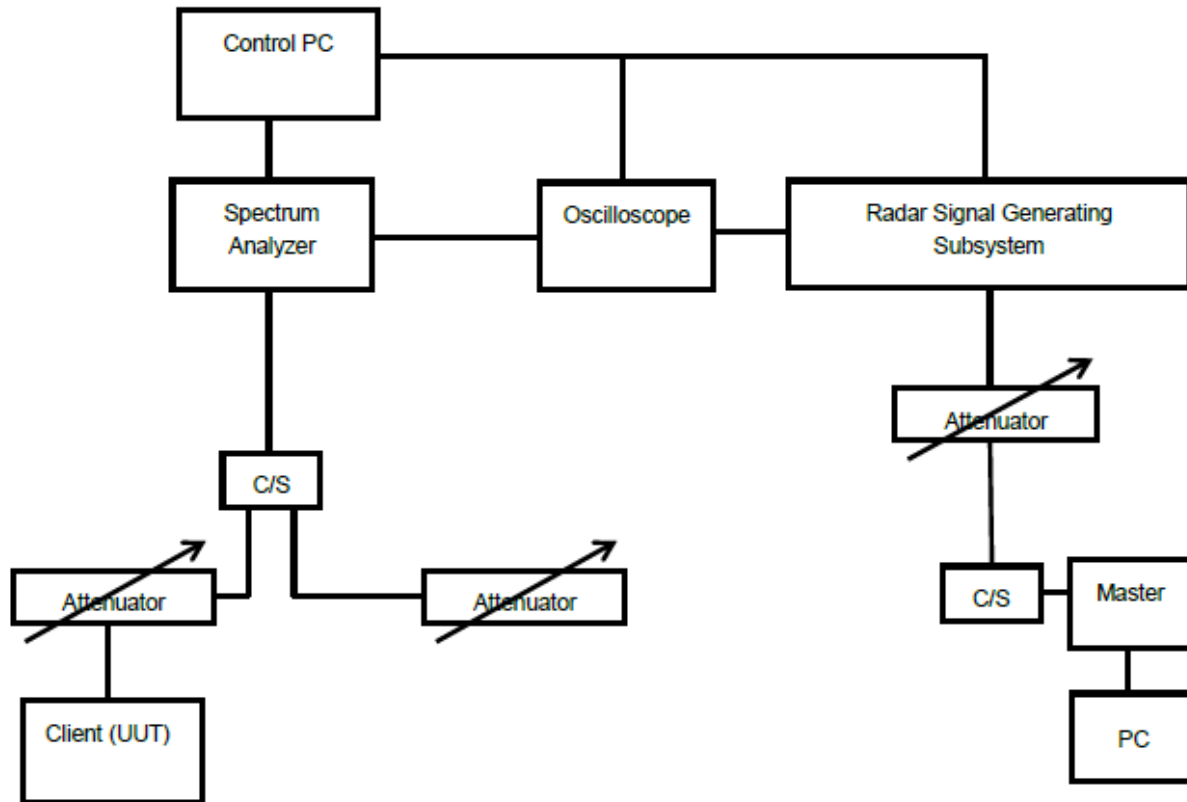 Control PC
Spectrum
Analyzer
Oscilloscope
Radar Signal Generating
Subsystem
Attenuator
C/S
Attenuator
Attenuator
C/S
Master
Client (UUT)
PC